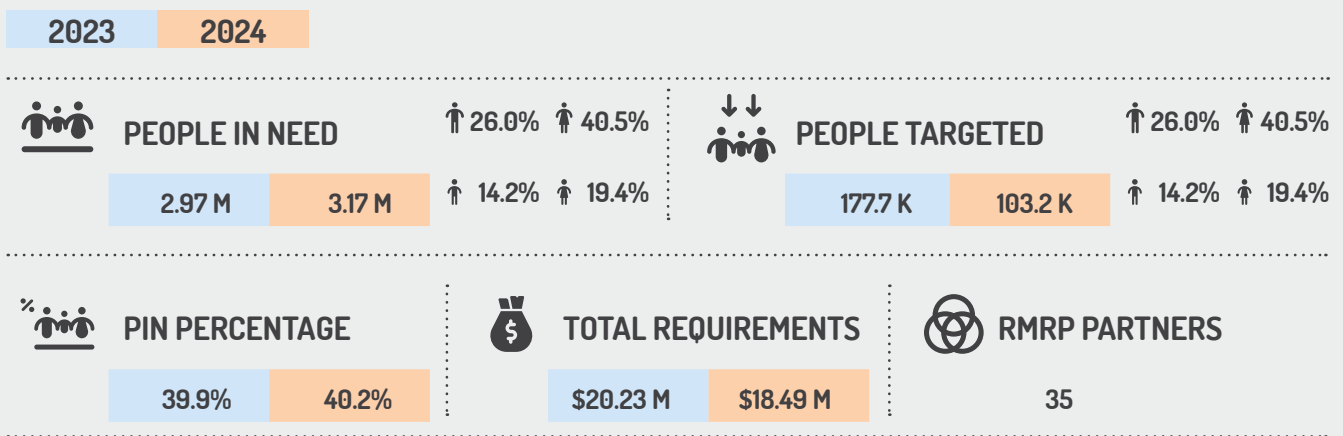 2023 2024
PEOPLE IN NEED
26.0% 40.5%
2.97 M 3.17 M
14.2% 19.4%
PEOPLE TARGETED
26.0% 40.5%
177.7 K 103.2 K
14.2% 19.4%
%
PIN PERCENTAGE
39.9% 40.2%
$
TOTAL REQUIREMENTS
$20.23 M $18.49 M
RMRP PARTNERS
35